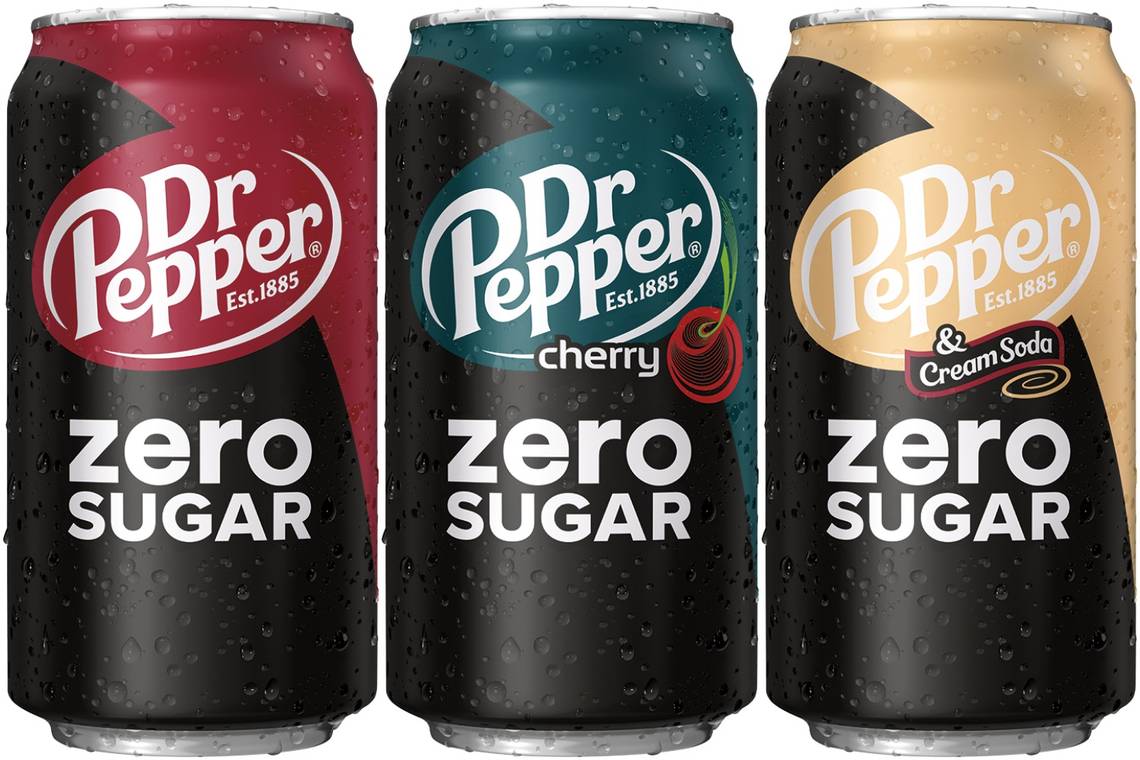 Dr
Pepper®
Est.1885
zero
SUGAR
Dr
Pepper®
Est.1885
cherry
zero
SUGAR
Dr
Pepper®
Est.1885
&
Cream Soda
zero
SUGAR